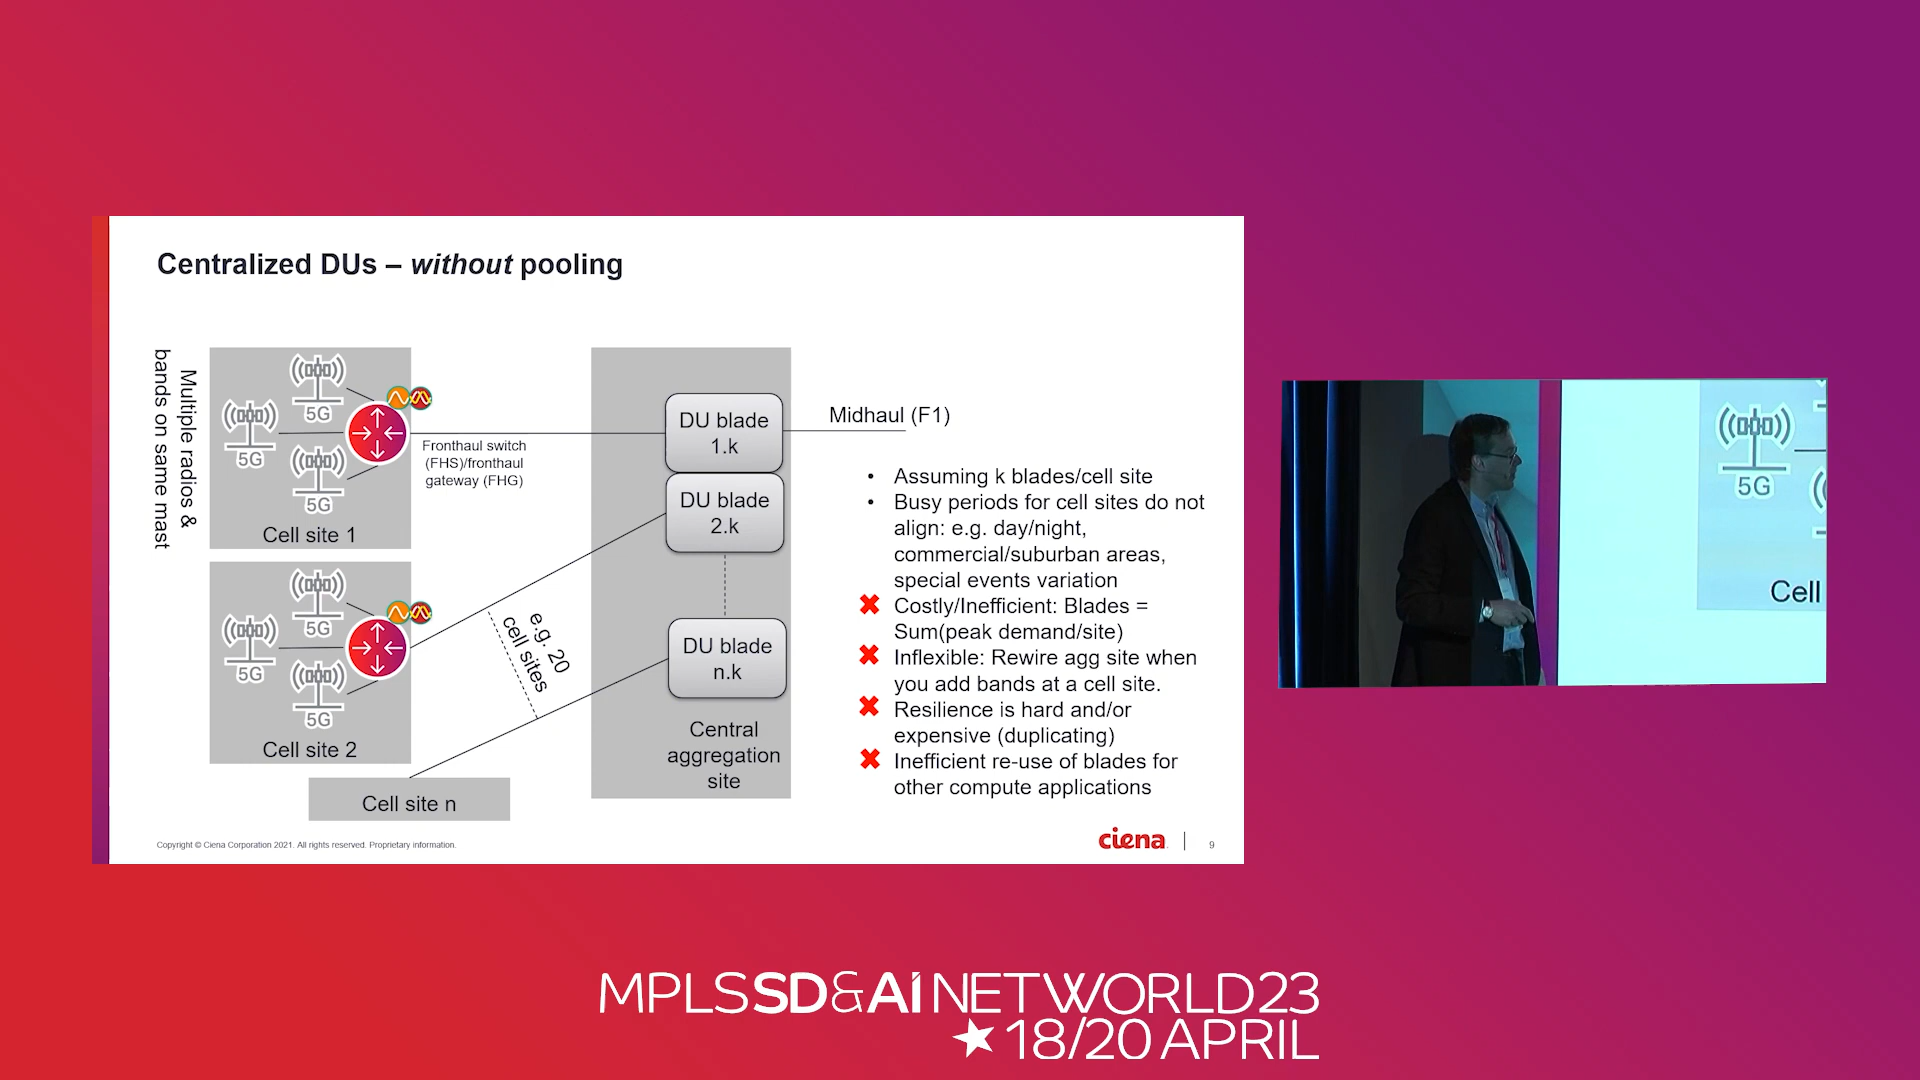 Centralized DUs – without pooling
Multiple radios &
bands on same mast
5G
5G
5G
Cell site 1
Fronthaul switch
(FHS)/fronthaul
gateway (FHG)
5G
5G
5G
Cell site 2
e.g. 20
cell sites
Cell site n
DU blade
1.k
DU blade
2.k
DU blade
n.k
Central
aggregation
site
Midhaul (F1)
• Assuming k blades/cell site
• Busy periods for cell sites do not
align: e.g. day/night,
commercial/suburban areas,
special events variation
✖ Costly/Inefficient: Blades =
Sum(peak demand/site)
✖ Inflexible: Rewire agg site when
you add bands at a cell site.
✖ Resilience is hard and/or
expensive (duplicating)
✖ Inefficient re-use of blades for
other compute applications
Copyright © Ciena Corporation 2021. All rights reserved. Proprietary information.
ciena
9
5G
Cell
MPLS SD & AI NET WORLD23
★ 18/20 APRIL